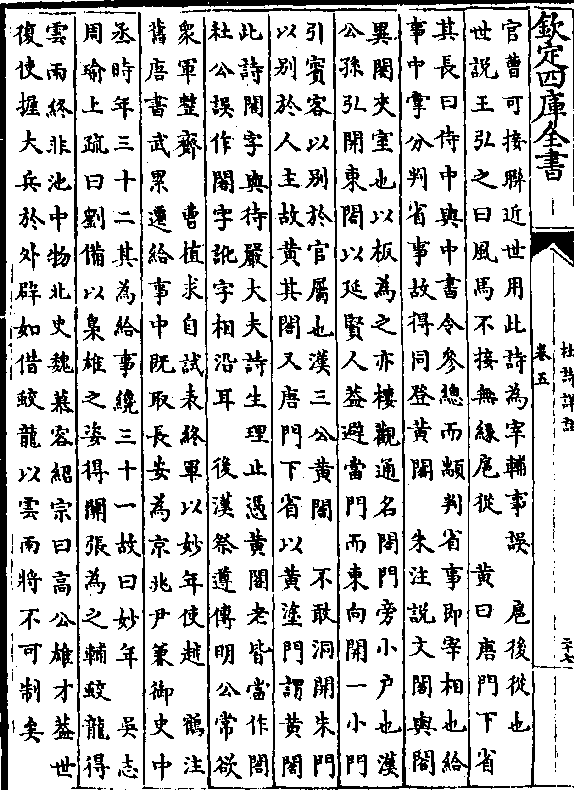 欽定四庫全書
杜詩詳註
卷五
二十七
官曹可接聯近世用此詩為宰輔事誤　扈後從也
世説王弘之曰風馬不接無緣扈從　黄曰唐門下省
其長曰侍中與中書令參總而顓判省事即宰相也給
事中掌分判省事故得同登黄閤　朱注説文閤與閣
異閤夾室也以板為之亦樓觀通名閤門旁小户也漢
公孫弘開東閤以延賢人葢避當門而東向開一小門
引賓客以别於官屬也漢三公黄閤　不敢洞開朱門
以别於人主故黄其閤又唐門下省以黄塗門謂黄閤
此詩閤字與待嚴大夫詩生理止憑黄閤老皆當作閤
杜公誤作閣字訛字相沿耳　後漢祭遵傳明公常欲
衆軍整齊　曹植求自試表終軍以妙年使越　鶴注
舊唐書武累遷給事中既取長安為京兆尹兼御史中
丞時年三十二其為給事纔三十一故曰妙年　吳志
周瑜上疏曰劉備以梟雄之姿得關張為之輔蛟龍得
雲雨終非池中物北史魏慕容紹宗曰高公雄才葢世
復使握大兵於外辟如借蛟龍以雲雨將不可制矣